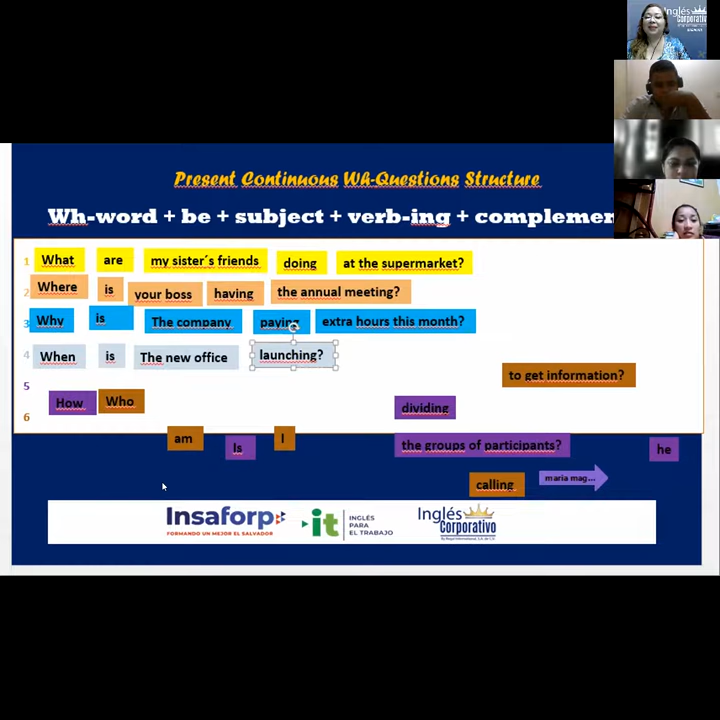 Inglés
Corporativo
Present Continuous Wh-Questions Structure
Wh-word + be + subject + verb-ing + complemen
1 What are my sister´s friends doing at the supermarket?
2 Where is your boss having the annual meeting?
3 Why is The company paying extra hours this month?
4 When is The new office launching?
to get information?
5
How Who
dividing
6
am Is I
the groups of participants?
he
calling
maria mag...
Insaforp
FORMANDO UN MEJOR EL SALVADOR
it
INGLÉS
PARA
EL TRABAJO
Inglés
Corporativo